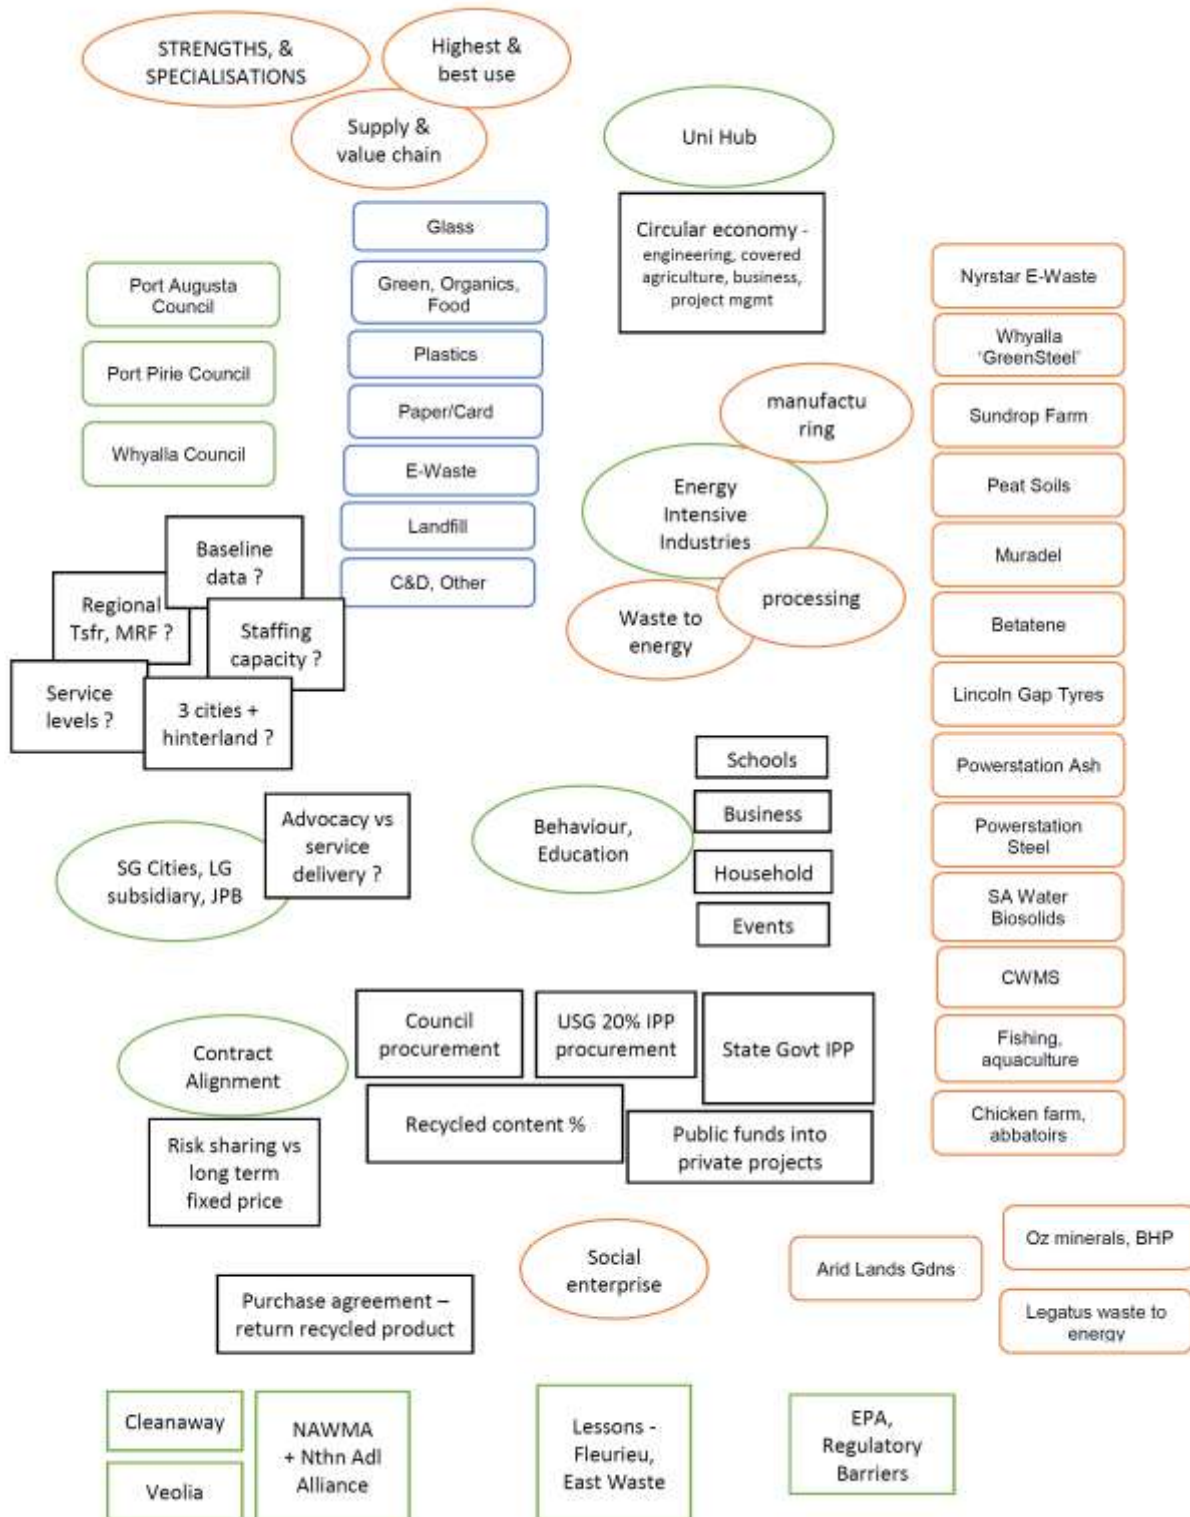 STRENGTHS, &
SPECIALISATIONS
Highest &
best use
Supply &
value chain
Uni Hub
Circular economy -
engineering, covered
agriculture, business,
project mgmt
Glass
Green, Organics,
Food
Plastics
Paper/Card
E-Waste
Landfill
C&D, Other
Port Augusta
Council
Port Pirie Council
Whyalla Council
Nyrstar E-Waste
Whyalla
'GreenSteel'
Sundrop Farm
Peat Soils
Muradel
Betatene
Lincoln Gap Tyres
Powerstation Ash
Powerstation
Steel
SA Water
Biosolids
CWMS
Fishing,
aquaculture
Chicken farm,
abbatoirs
manufactu
ring
Energy
Intensive
Industries
processing
Waste to
energy
Baseline
data ?
Regional
Tsfr, MRF ?
Staffing
capacity ?
Service
levels ?
3 cities +
hinterland ?
Schools
Business
Household
Events
Behaviour,
Education
Advocacy vs
service
delivery ?
SG Cities, LG
subsidiary, JPB
Council
procurement
USG 20% IPP
procurement
State Govt IPP
Contract
Alignment
Recycled content %
Public funds into
private projects
Risk sharing vs
long term
fixed price
Social
enterprise
Arid Lands Gdns
Oz minerals, BHP
Legatus waste to
energy
Purchase agreement –
return recycled product
Cleanaway
Veolia
NAWMA
+ Nthn Adl
Alliance
Lessons -
Fleurieu,
East Waste
EPA,
Regulatory
Barriers